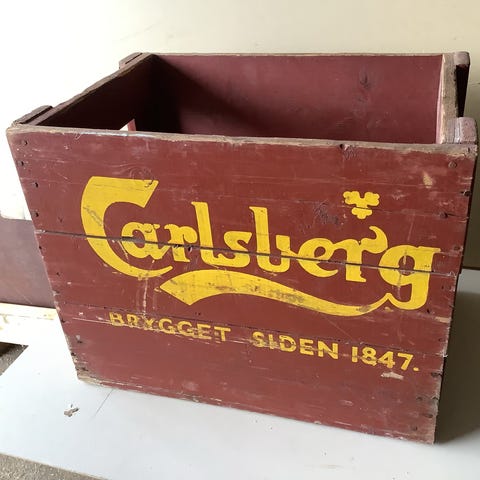 Carlsberg
BRYGGET SIDEN 1847.